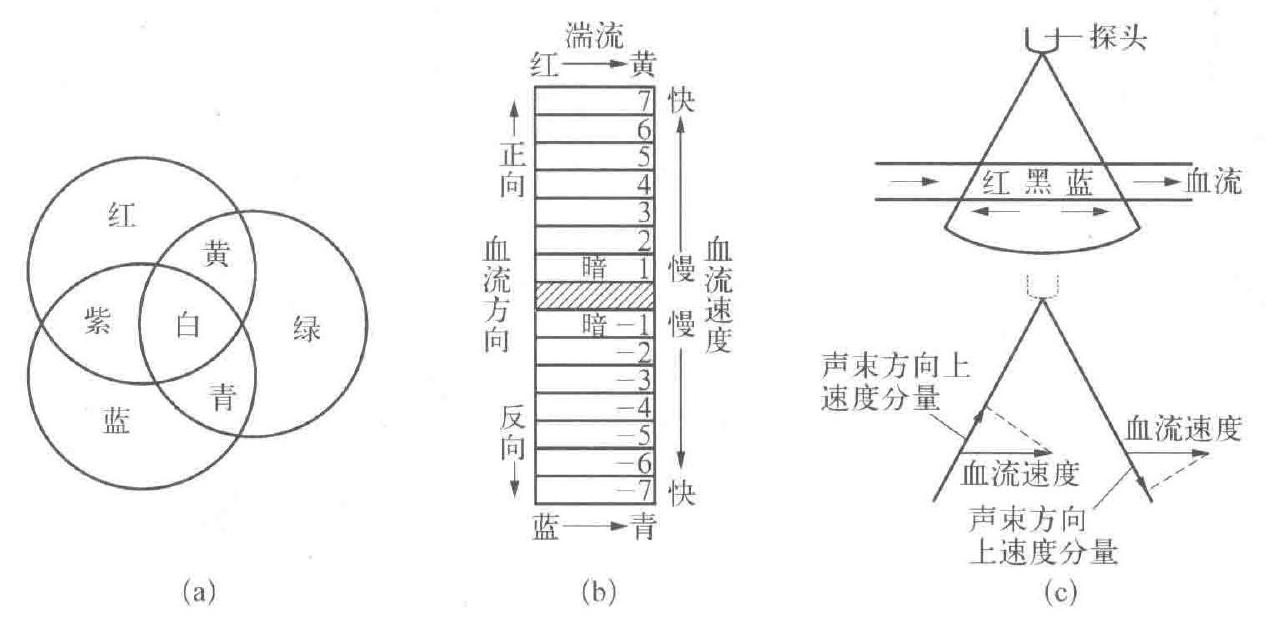 红
黄
紫
白
绿
青
蓝
(a)
湍流
红 → 黄
7 快
6
5
4
3
2
暗 1 慢
暗 -1 慢
-2
-3
-4
-5
-6
-7 快
正向
血流方向
反向
血流速度
蓝 → 青
(b)
探头
红 黑 蓝
血流
声束方向上
速度分量
血流速度
血流速度
声束方向
上速度分量
(c)